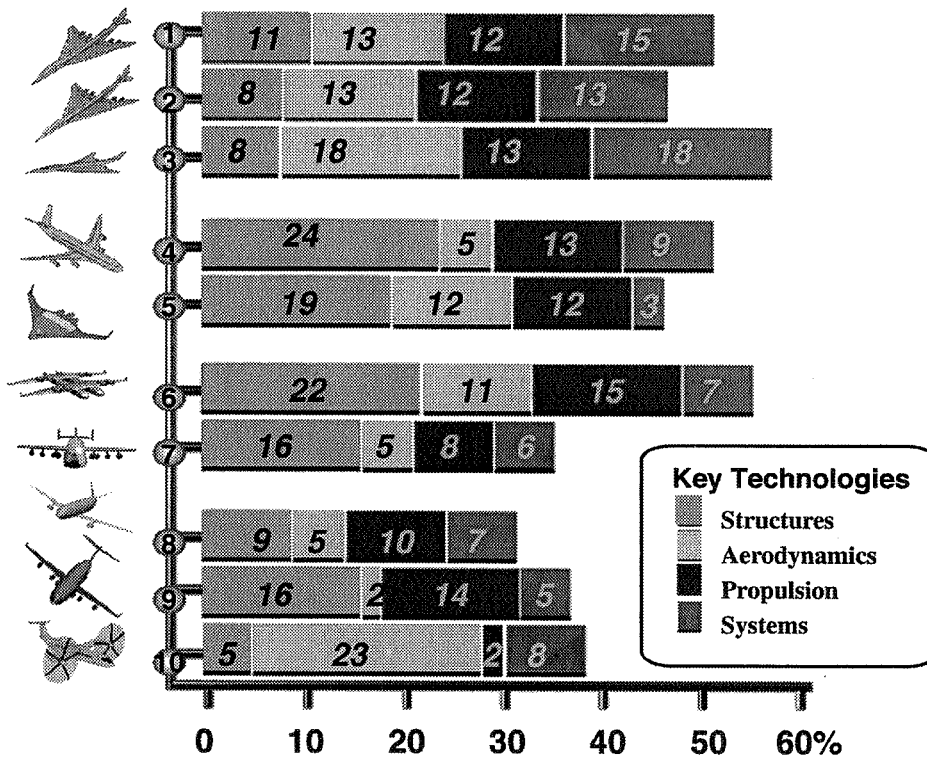 1 11 13 12 15
2 8 13 12 13
3 8 18 13 18
4 24 5 13 9
5 19 12 12 3
6 22 11 15 7
7 16 5 8 6
Key Technologies
Structures
Aerodynamics
Propulsion
Systems
8 9 5 10 7
9 16 2 14 5
10 5 23 2 8
0 10 20 30 40 50 60%